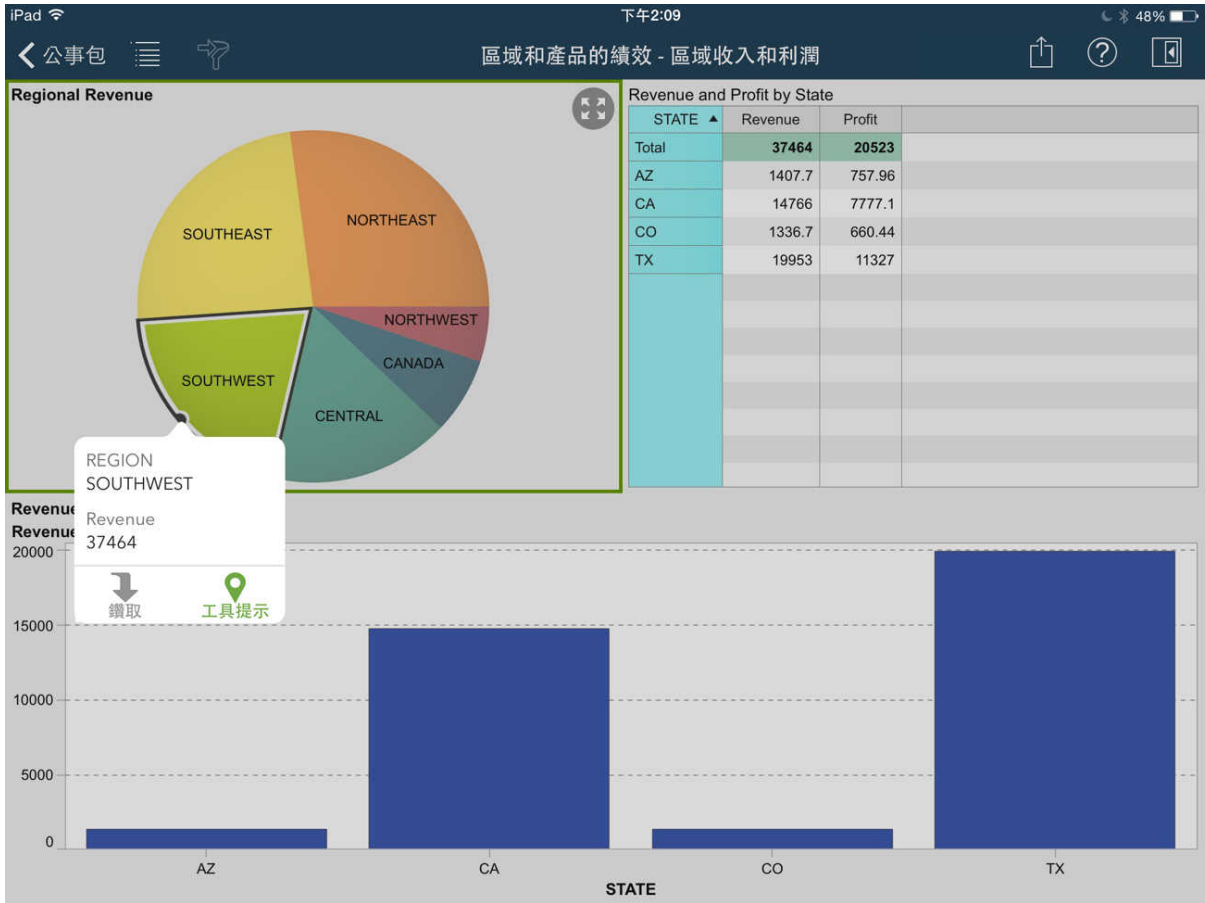 iPad 下午2:09 48%
公事包 區域和產品的績效 - 區域收入和利潤
Regional Revenue
NORTHEAST
SOUTHEAST
NORTHWEST
CANADA
SOUTHWEST
CENTRAL
REGION
SOUTHWEST
Revenue
37464
鑽取 工具提示
Revenue and Profit by State
STATE ▲ Revenue Profit
Total 37464 20523
AZ 1407.7 757.96
CA 14766 7777.1
CO 1336.7 660.44
TX 19953 11327
Revenue
Revenue
20000
15000
10000
5000
0
AZ CA CO TX
STATE